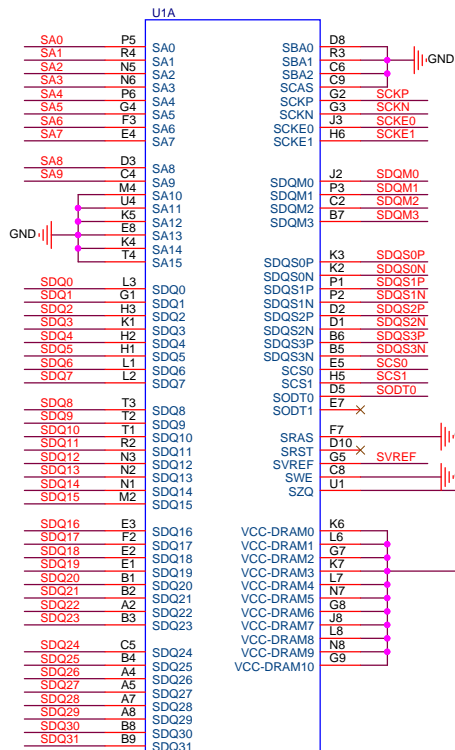 U1A
SA0 P5 SA0 SBA0 D8
SA1 R4 SA1 SBA1 R3 GND
SA2 N5 SA2 SBA2 C6
SA3 N6 SA3 SCAS C9
SA4 P6 SA4 SCKP G2 SCKP
SA5 G4 SA5 SCKN G3 SCKN
SA6 F3 SA6 SCKE0 J3 SCKE0
SA7 E4 SA7 SCKE1 H6 SCKE1
SA8 D3 SA8 SDQM0 J2 SDQM0
SA9 C4 SA9 SDQM1 P3 SDQM1
M4 SA10 SDQM2 C2 SDQM2
U4 SA11 SDQM3 B7 SDQM3
K5 SA12
GND E8 SA13
K4 SA14 SDQS0P K3 SDQS0P
T4 SA15 SDQS0N K2 SDQS0N
SDQ0 L3 SDQ0 SDQS1P P1 SDQS1P
SDQ1 G1 SDQ1 SDQS1N P2 SDQS1N
SDQ2 H3 SDQ2 SDQS2P D2 SDQS2P
SDQ3 K1 SDQ3 SDQS2N D1 SDQS2N
SDQ4 H2 SDQ4 SDQS3P B6 SDQS3P
SDQ5 H1 SDQ5 SDQS3N B5 SDQS3N
SDQ6 L1 SDQ6 SCS0 E5 SCS0
SDQ7 L2 SDQ7 SCS1 H5 SCS1
SODT0 D5 SODT0
SDQ8 T3 SDQ8 SODT1 E7
SDQ9 T2 SDQ9
SDQ10 T1 SDQ10 SRAS F7
SDQ11 R2 SDQ11 SRST D10
SDQ12 N3 SDQ12 SVREF G5 SVREF
SDQ13 N2 SDQ13 SWE C8
SDQ14 N1 SDQ14 SZQ U1
SDQ15 M2 SDQ15
SDQ16 E3 SDQ16 VCC-DRAM0 K6
SDQ17 F2 SDQ17 VCC-DRAM1 L6
SDQ18 E2 SDQ18 VCC-DRAM2 G7
SDQ19 E1 SDQ19 VCC-DRAM3 K7
SDQ20 B1 SDQ20 VCC-DRAM4 L7
SDQ21 B2 SDQ21 VCC-DRAM5 N7
SDQ22 A2 SDQ22 VCC-DRAM6 G8
SDQ23 B3 SDQ23 VCC-DRAM7 J8
VCC-DRAM8 L8
SDQ24 C5 SDQ24 VCC-DRAM9 N8
SDQ25 B4 SDQ25 VCC-DRAM10 G9
SDQ26 A4 SDQ26
SDQ27 A5 SDQ27
SDQ28 A7 SDQ28
SDQ29 A8 SDQ29
SDQ30 B8 SDQ30
SDQ31 B9 SDQ31